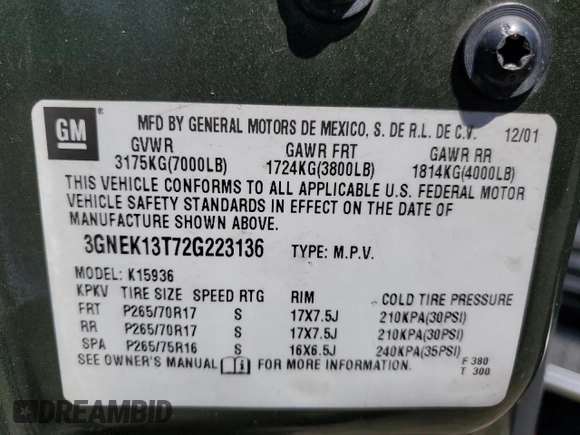 GM ® MFD BY GENERAL MOTORS DE MEXICO, S. DE R.L. DE C.V. 12/01
GVWR GAWR FRT GAWR RR
3175KG(7000LB) 1724KG(3800LB) 1814KG(4000LB)
THIS VEHICLE CONFORMS TO ALL APPLICABLE U.S. FEDERAL MOTOR
VEHICLE SAFETY STANDARDS IN EFFECT ON THE DATE OF
MANUFACTURE SHOWN ABOVE.
3GNEK13T72G223136 TYPE: M.P.V.
MODEL: K15936
KPKV TIRE SIZE SPEED RTG RIM COLD TIRE PRESSURE
FRT P265/70R17 S 17X7.5J 210KPA(30PSI)
RR P265/70R17 S 17X7.5J 210KPA(30PSI)
SPA P265/75R16 S 16X6.5J 240KPA(35PSI)
SEE OWNER'S MANUAL FOR MORE INFORMATION. F 380
T 300
DREAMBID